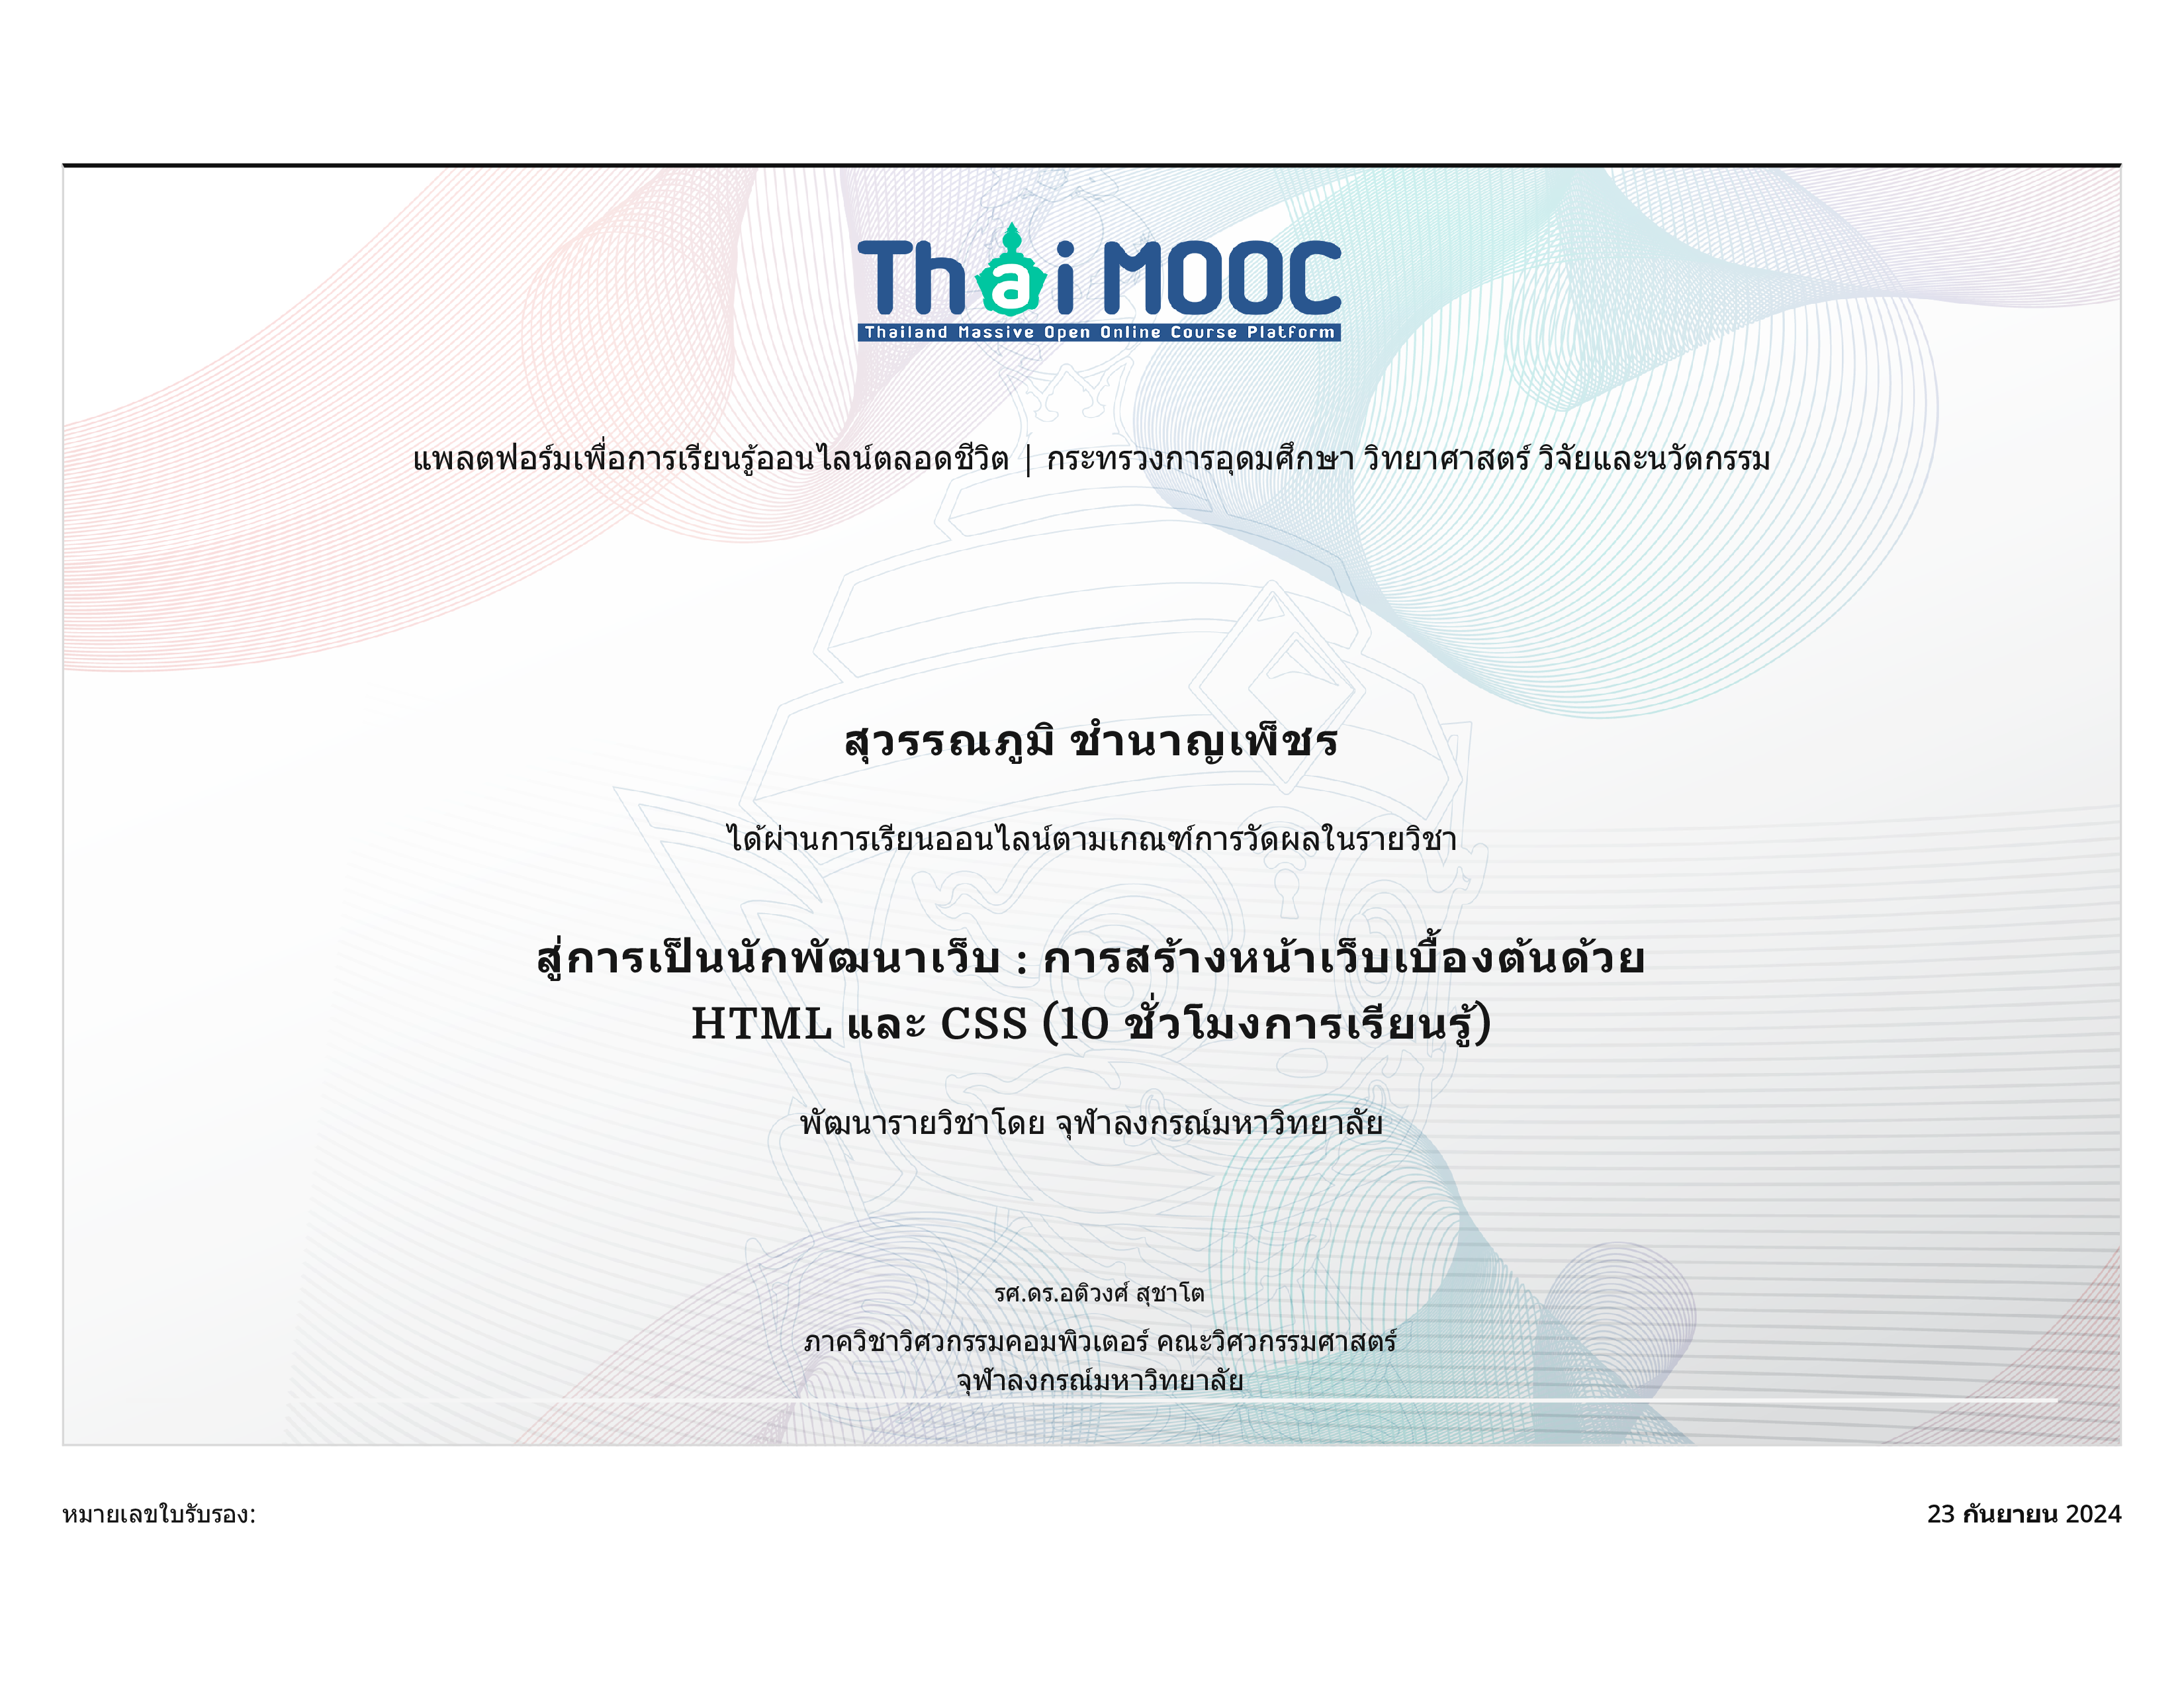 Thai MOOC
Thailand Massive Open Online Course Platform
แพลตฟอร์มเพื่อการเรียนรู้ออนไลน์ตลอดชีวิต | กระทรวงการอุดมศึกษา วิทยาศาสตร์ วิจัยและนวัตกรรม
สุวรรณภูมิ ชำนาญเพ็ชร
ได้ผ่านการเรียนออนไลน์ตามเกณฑ์การวัดผลในรายวิชา
สู่การเป็นนักพัฒนาเว็บ : การสร้างหน้าเว็บเบื้องต้นด้วย
HTML และ CSS (10 ชั่วโมงการเรียนรู้)
พัฒนารายวิชาโดย จุฬาลงกรณ์มหาวิทยาลัย
รศ.ดร.อติวงศ์ สุชาโต
ภาควิชาวิศวกรรมคอมพิวเตอร์ คณะวิศวกรรมศาสตร์
จุฬาลงกรณ์มหาวิทยาลัย
หมายเลขใบรับรอง:
23 กันยายน 2024